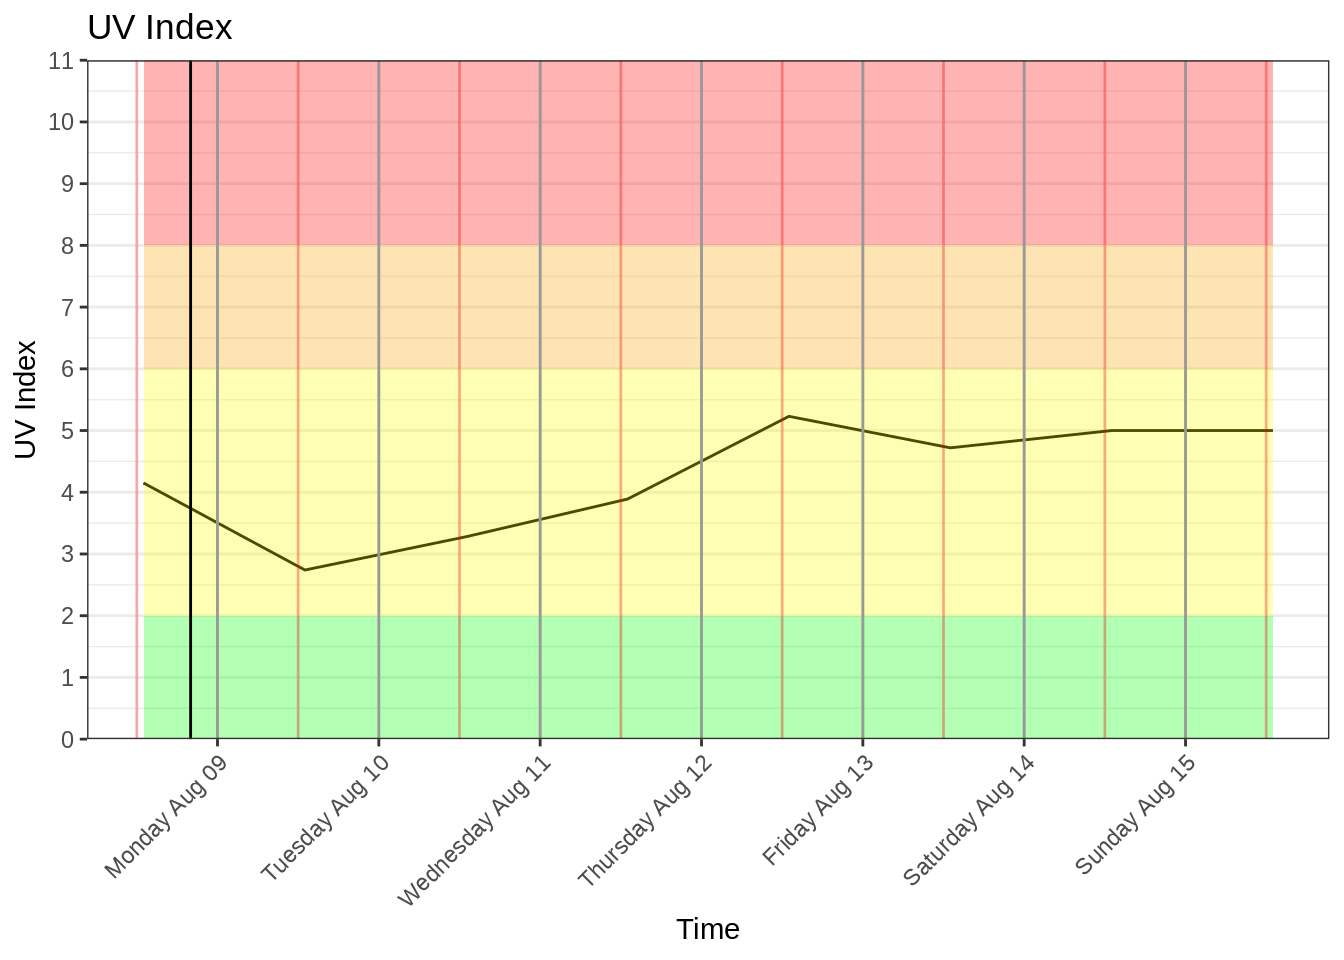 UV Index
11
10
9
8
7
6
5
4
3
2
1
0
UV Index
Monday Aug 09
Tuesday Aug 10
Wednesday Aug 11
Thursday Aug 12
Friday Aug 13
Saturday Aug 14
Sunday Aug 15
Time